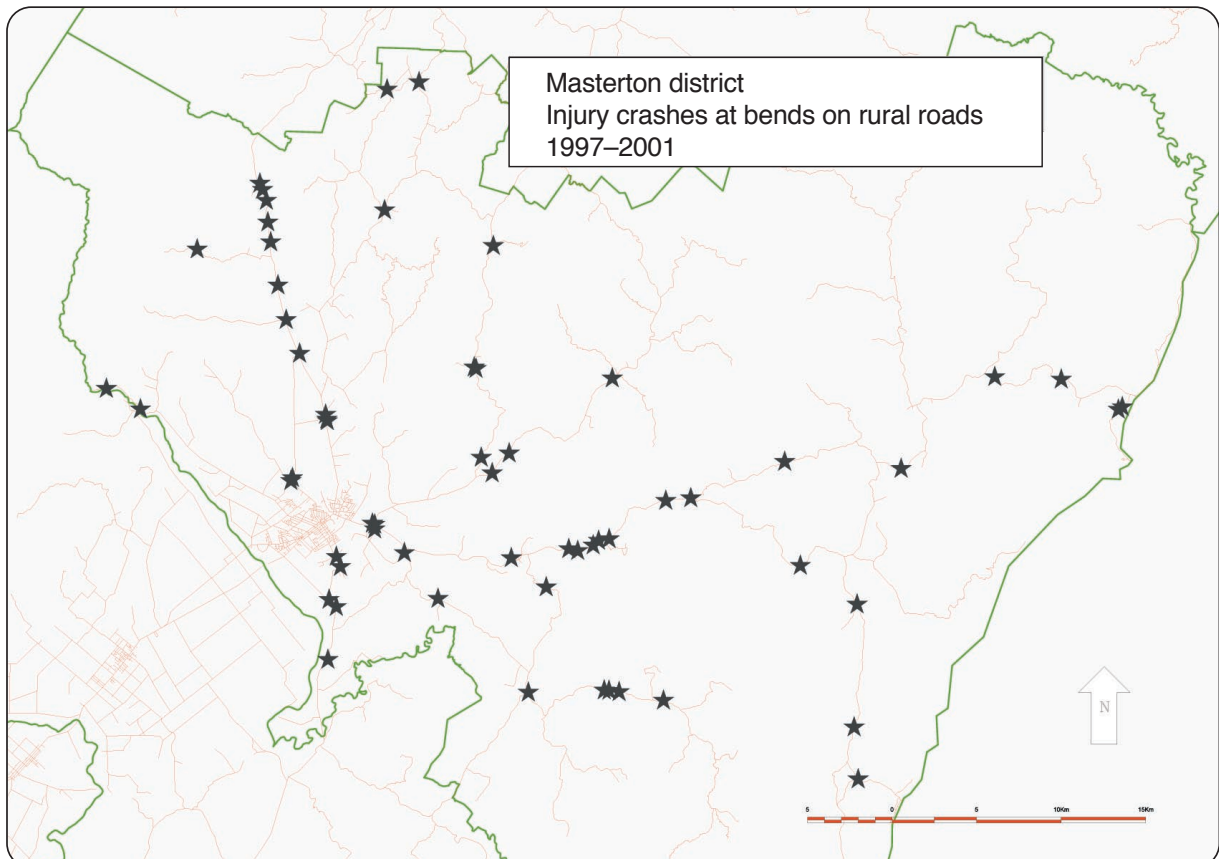 Masterton district
Injury crashes at bends on rural roads
1997–2001
N
5 0 5 10Km 15Km